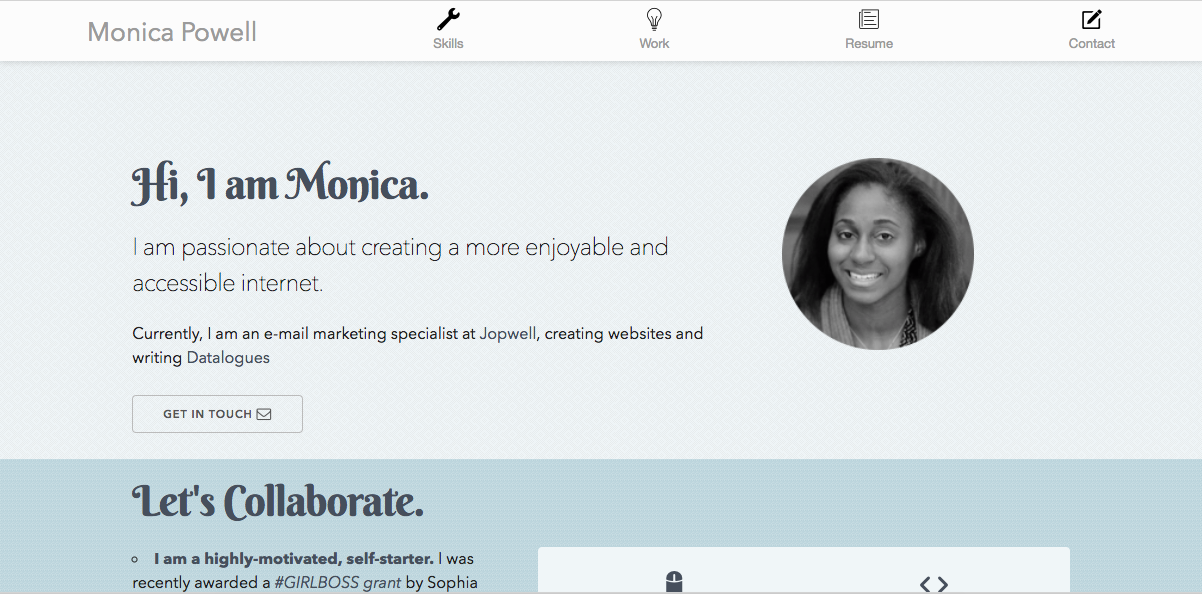 Monica Powell
Skills
Work
Resume
Contact
Hi, I am Monica.
I am passionate about creating a more enjoyable and
accessible internet.
Currently, I am an e-mail marketing specialist at Jopwell, creating websites and
writing Datalogues
GET IN TOUCH
Let's Collaborate.
I am a highly-motivated, self-starter. I was
recently awarded a #GIRLBOSS grant by Sophia